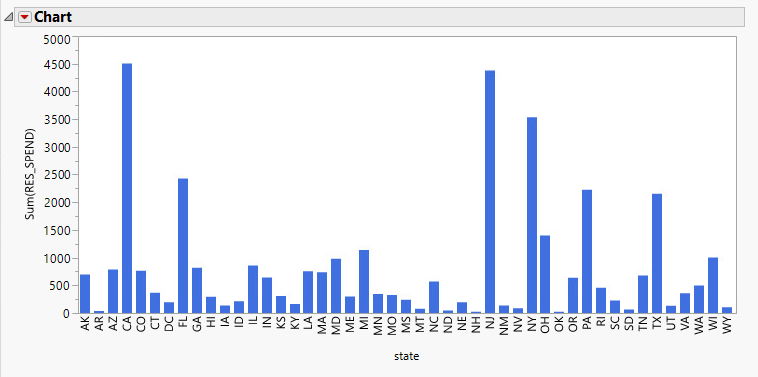 Chart
5000
4500
4000
3500
3000
2500
2000
1500
1000
500
0
Sum(RES_SPEND)
AK AR AZ CA CO CT DC FL GA HI IA ID IL IN KS KY LA MA MD ME MI MN MO MS MT NC ND NE NH NJ NM NV NY OH OK OR PA RI SC SD TN TX UT VA WA WI WY
state